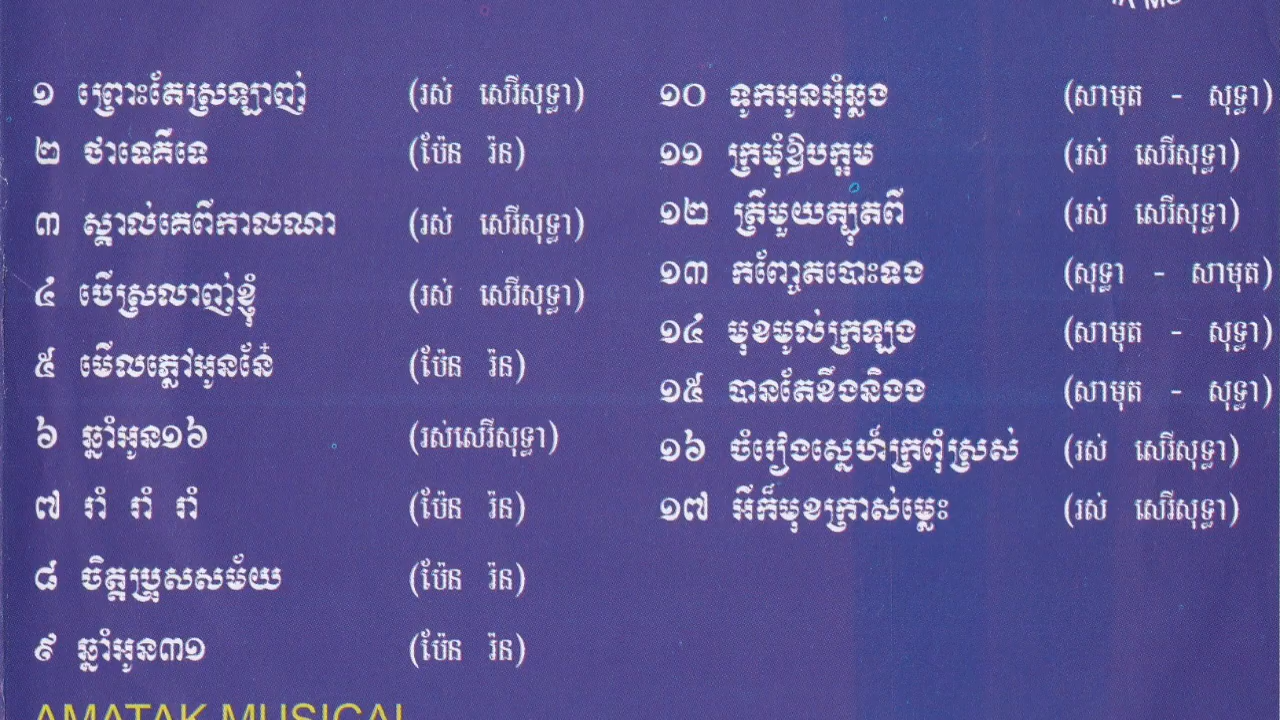 ១ ព្រោះតែស្រឡាញ់ (រស់ សេរីសុទ្ធា)
២ ថាទេគឺទេ (ប៉ែន រ៉ន)
៣ ស្គាល់គេពីកាលណា (រស់ សេរីសុទ្ធា)
៤ បើស្រលាញ់ខ្ញុំ (រស់ សេរីសុទ្ធា)
៥ មើលភ្លៅអូននែ៎ (ប៉ែន រ៉ន)
៦ ឆ្នាំអូន១៦ (រស់សេរីសុទ្ធា)
៧ រាំ រាំ រាំ (ប៉ែន រ៉ន)
៨ ចិត្តប្រុសសម័យ (ប៉ែន រ៉ន)
៩ ឆ្នាំអូន៣១ (ប៉ែន រ៉ន)
១០ ទូកអូនអុំឆ្លង (សាមុត - សុទ្ធា)
១១ ក្រមុំឱបក្អម (រស់ សេរីសុទ្ធា)
១២ ត្រីមួយត្បុតពី (រស់ សេរីសុទ្ធា)
១៣ កញ្ចែតបោះទង (សុទ្ធា - សាមុត)
១៤ មុខមូល់ក្រឡង (សាមុត - សុទ្ធា)
១៥ បានតែខឹងនិងង (សាមុត - សុទ្ធា)
១៦ ចំរៀងស្នេហ៍ក្រពុំស្រស់ (រស់ សេរីសុទ្ធា)
១៧ អីក៏មុខក្រាស់ម្លេះ (រស់ សេរីសុទ្ធា)
AMATAK MUSICAL